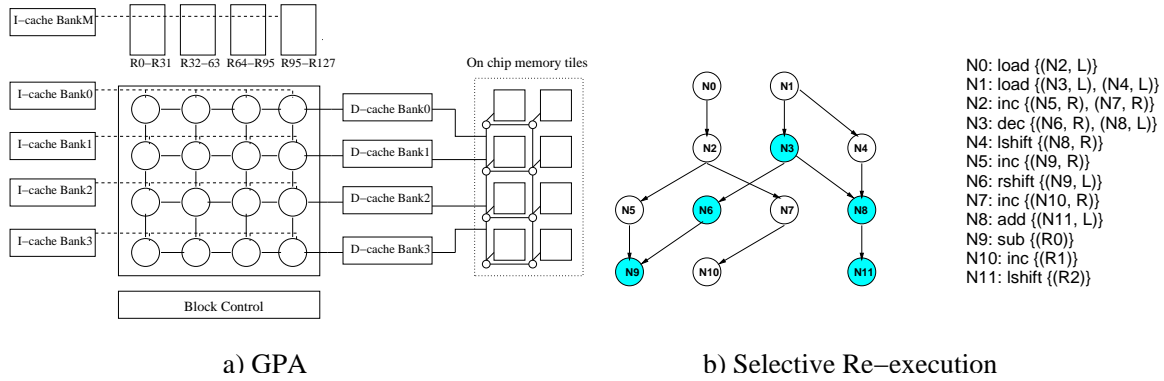 I−cache BankM
R0−R31 R32−63 R64−R95 R95−R127
I−cache Bank0
I−cache Bank1
I−cache Bank2
I−cache Bank3
D−cache Bank0
D−cache Bank1
D−cache Bank2
D−cache Bank3
On chip memory tiles
Block Control
a) GPA
N0 N1
N2 N3 N4
N5 N6 N7 N8
N9 N10 N11
N0: load {(N2, L)}
N1: load {(N3, L), (N4, L)}
N2: inc {(N5, R), (N7, R)}
N3: dec {(N6, R), (N8, L)}
N4: lshift {(N8, R)}
N5: inc {(N9, R)}
N6: rshift {(N9, L)}
N7: inc {(N10, R)}
N8: add {(N11, L)}
N9: sub {(R0)}
N10: inc {(R1)}
N11: lshift {(R2)}
b) Selective Re−execution